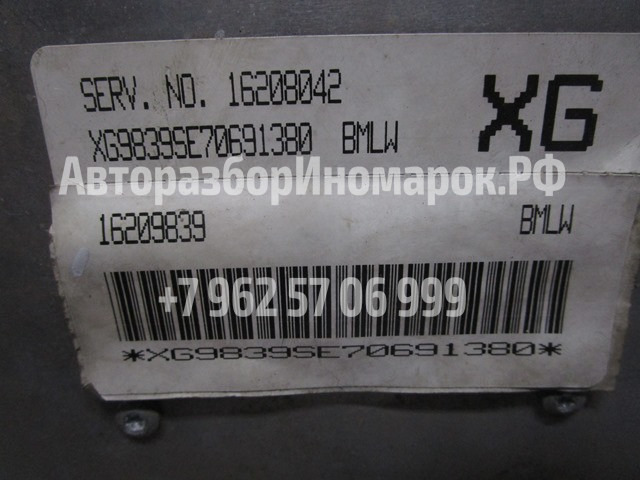 SERV. NO. 16208042
XG
XG9839SE70691380 BMLW
АвторазборИномарок.РФ
16209839 BMLW
+7 962 57 06 999
*XG9839SE70691380*